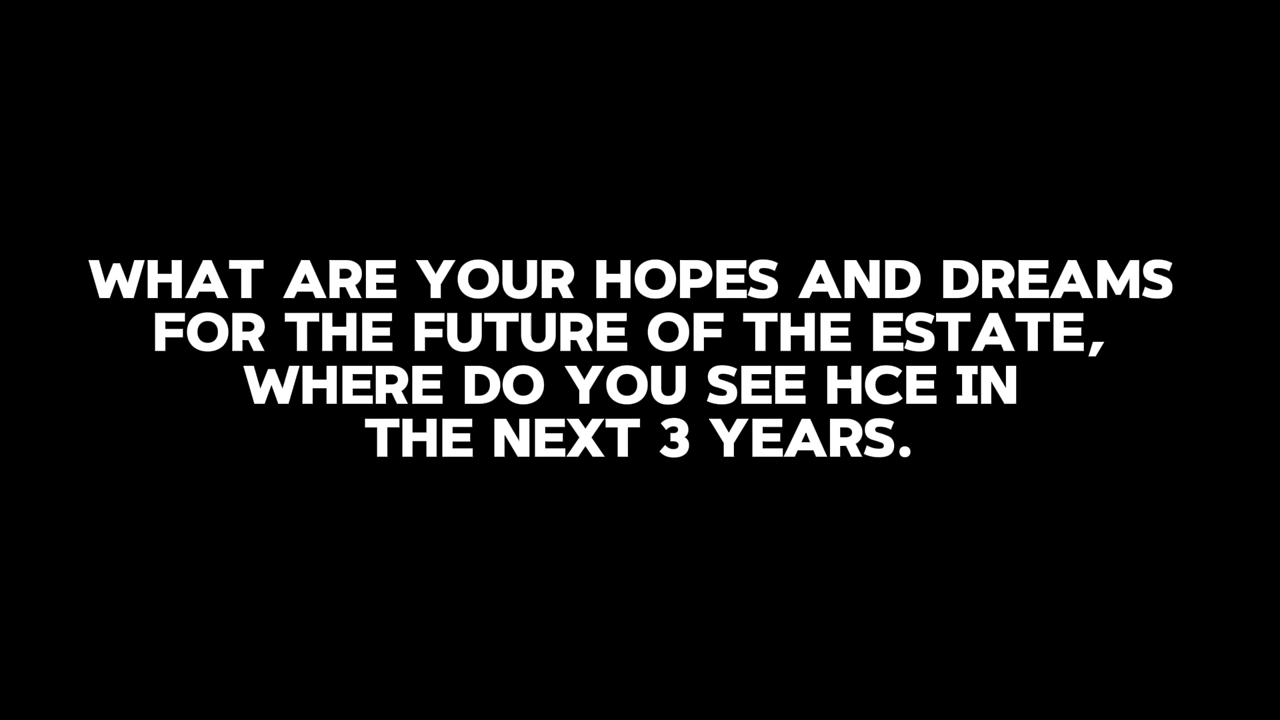 WHAT ARE YOUR HOPES AND DREAMS
FOR THE FUTURE OF THE ESTATE,
WHERE DO YOU SEE HCE IN
THE NEXT 3 YEARS.